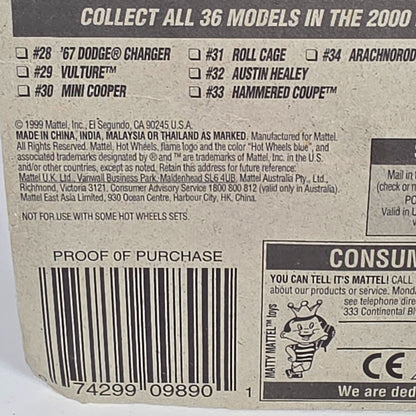 COLLECT ALL 36 MODELS IN THE 2000
☐ #28 '67 DODGE® CHARGER ☐ #31 ROLL CAGE ☐ #34 ARACHNOROD
☐ #29 VULTURE™ ☐ #32 AUSTIN HEALEY
☐ #30 MINI COOPER ☐ #33 HAMMERED COUPE™
© 1999 Mattel, Inc., El Segundo, CA 90245 U.S.A.
MADE IN CHINA, INDIA, MALAYSIA OR THAILAND AS MARKED. Manufactured for Mattel.
All Rights Reserved. Mattel, Hot Wheels, flame logo and the color "Hot Wheels blue", and
associated trademarks designated by ® and ™ are trademarks of Mattel, Inc. in the U.S.
and/or other countries, except as noted. Retain this address for future reference:
Mattel U.K. Ltd., Vanwall Business Park, Maidenhead SL6 4UB. Mattel Australia Pty., Ltd.,
Richmond, Victoria 3121. Consumer Advisory Service 1800 800 812 (valid only in Australia).
Mattel East Asia Limited, 930 Ocean Centre, Harbour City, HK, China.
NOT FOR USE WITH SOME HOT WHEELS SETS.
PROOF OF PURCHASE
0 74299 09890 1
Mail in
(check or m
PO
Valid in
CONSUM
YOU CAN TELL IT'S MATTEL! CALL
about our products or service. Monda
see telephone dire
333 Continental Bl
MATTY MATTEL™ toys
CE
We are ded